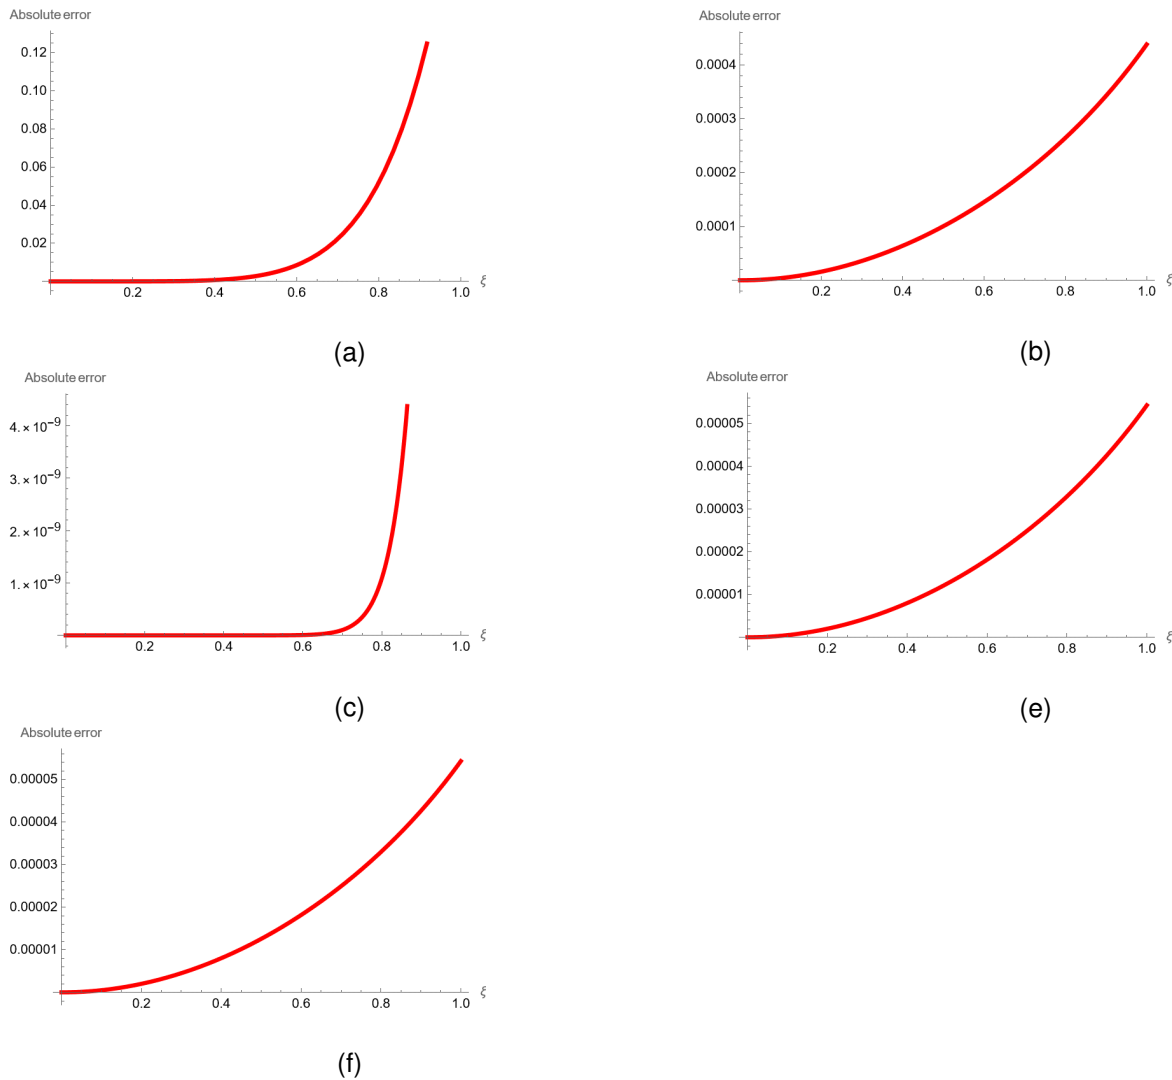 Absolute error
0.12
0.10
0.08
0.06
0.04
0.02
0.2 0.4 0.6 0.8 1.0 ξ
(a)
Absolute error
0.0004
0.0003
0.0002
0.0001
0.2 0.4 0.6 0.8 1.0 ξ
(b)
Absolute error
4. × 10⁻⁹
3. × 10⁻⁹
2. × 10⁻⁹
1. × 10⁻⁹
0.2 0.4 0.6 0.8 1.0 ξ
(c)
Absolute error
0.00005
0.00004
0.00003
0.00002
0.00001
0.2 0.4 0.6 0.8 1.0 ξ
(e)
Absolute error
0.00005
0.00004
0.00003
0.00002
0.00001
0.2 0.4 0.6 0.8 1.0 ξ
(f)